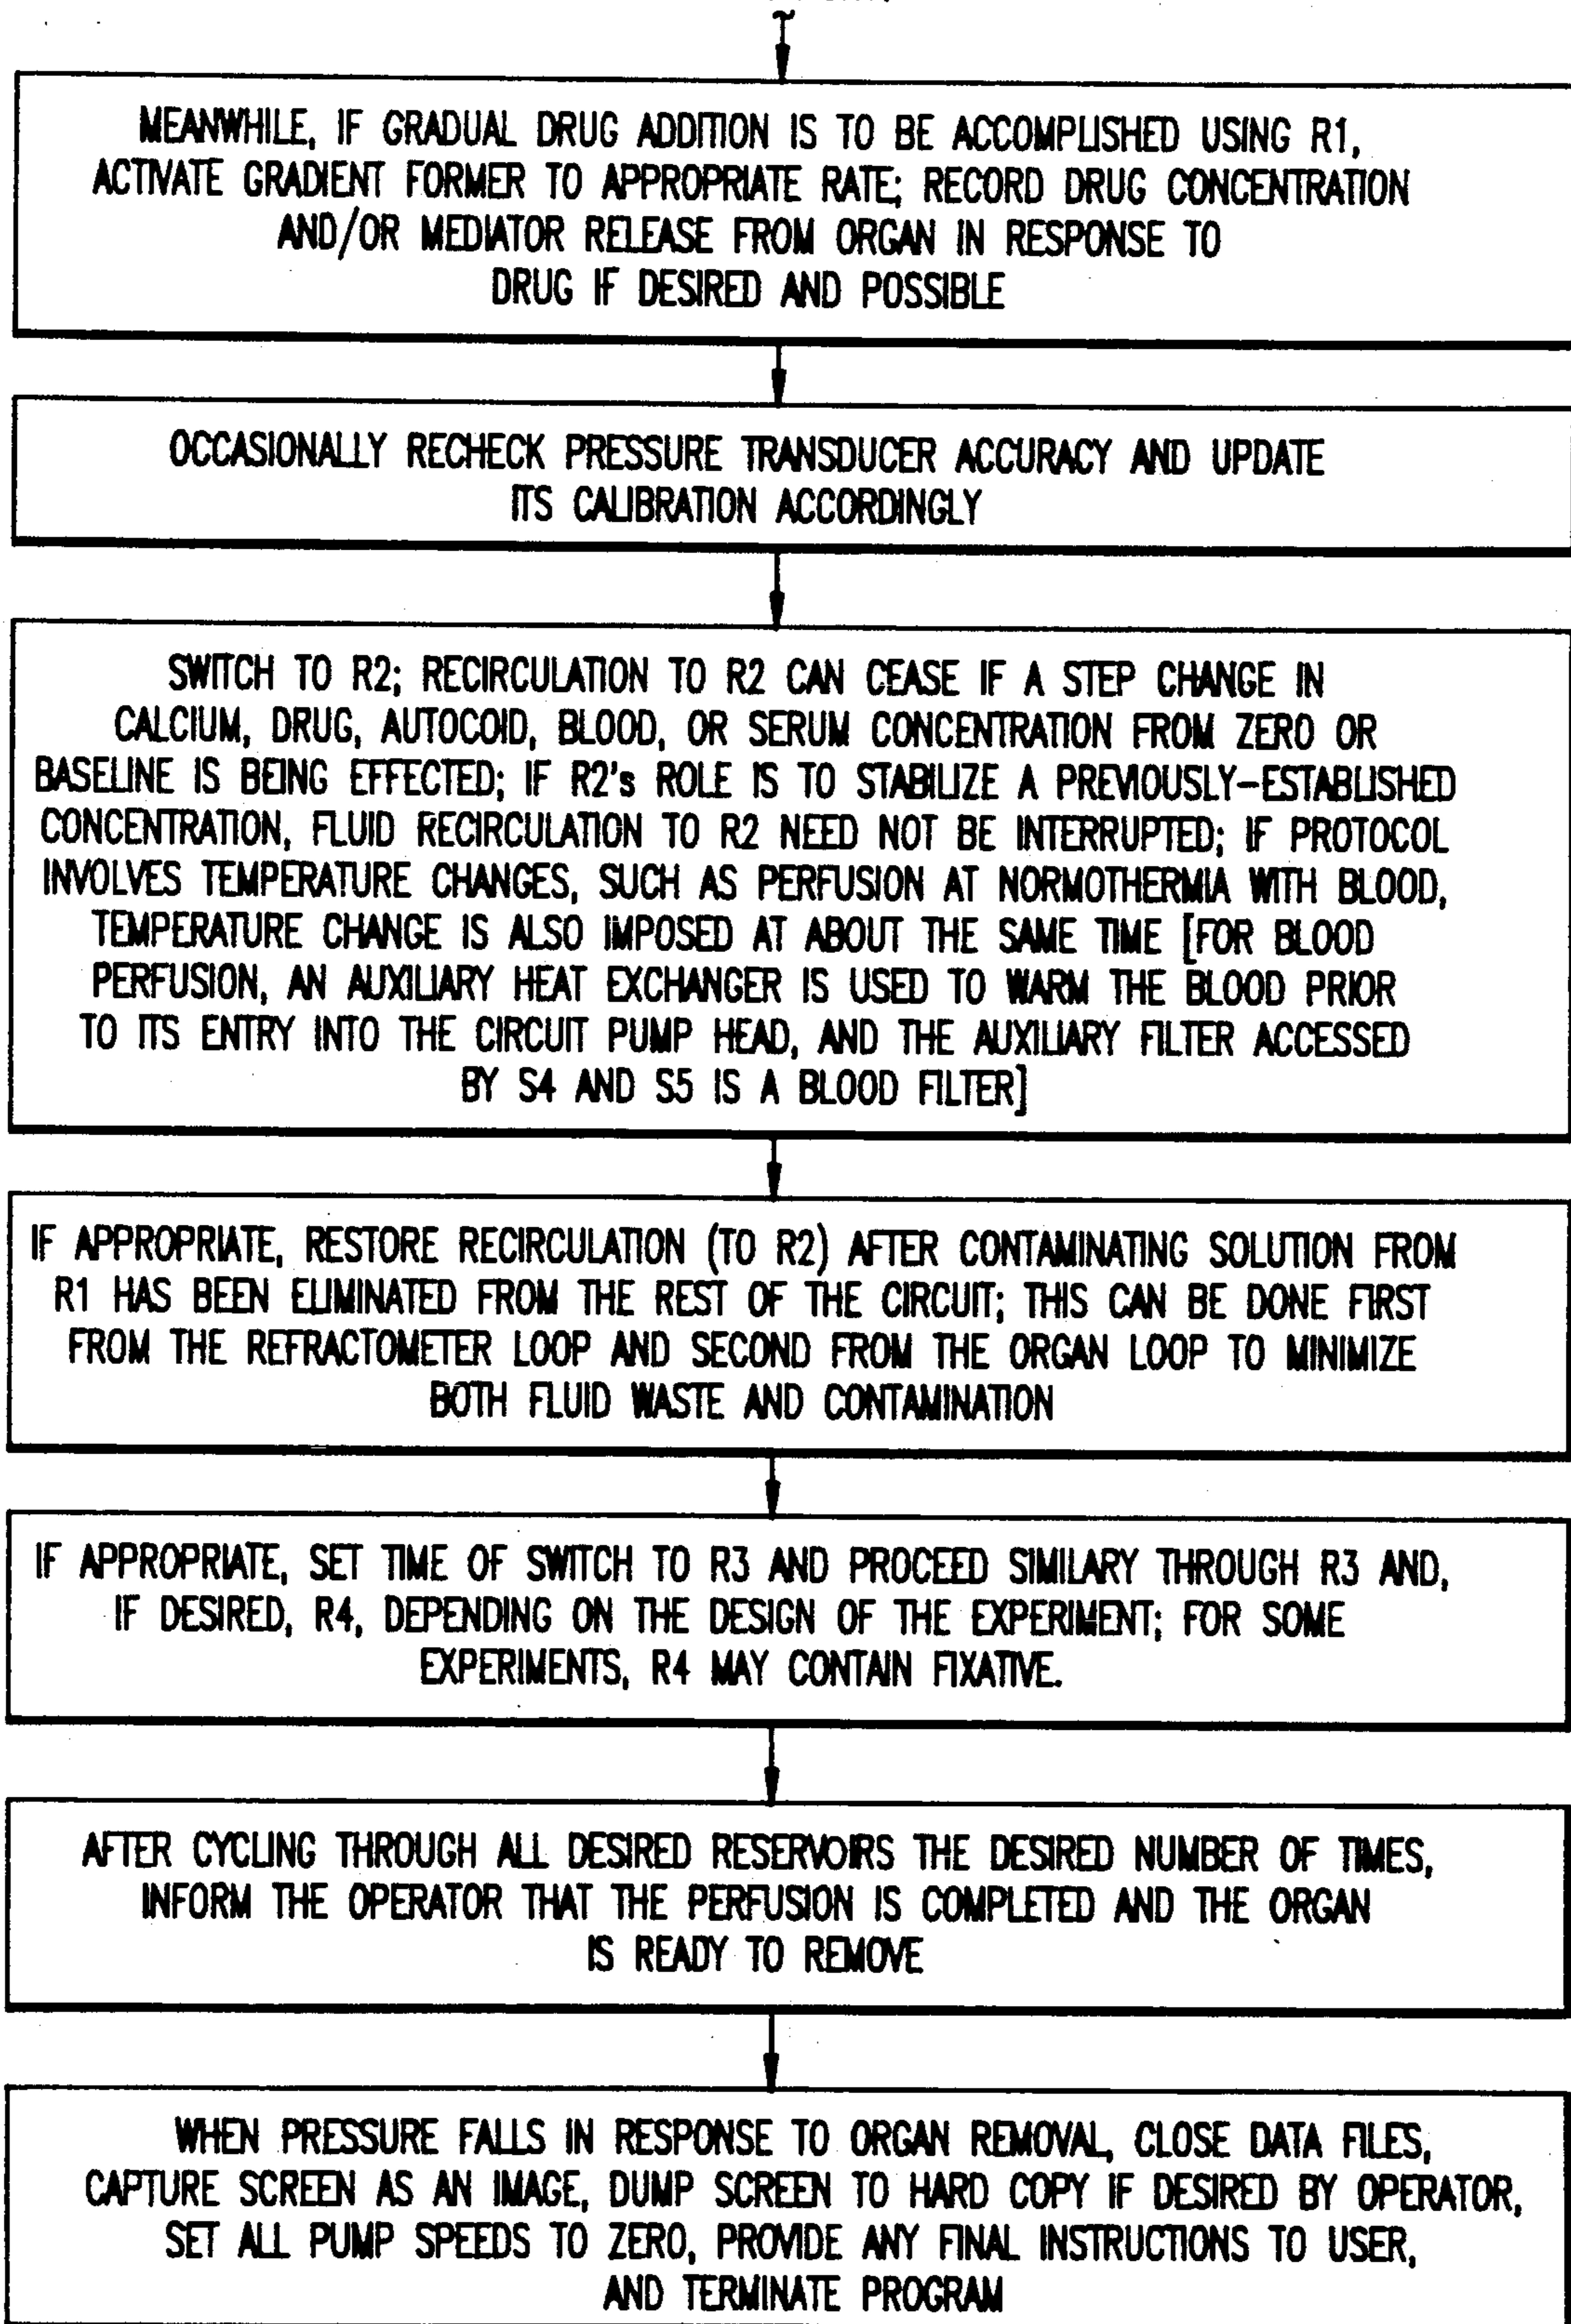 MEANWHILE, IF GRADUAL DRUG ADDITION IS TO BE ACCOMPLISHED USING R1,
ACTIVATE GRADIENT FORMER TO APPROPRIATE RATE; RECORD DRUG CONCENTRATION
AND/OR MEDIATOR RELEASE FROM ORGAN IN RESPONSE TO
DRUG IF DESIRED AND POSSIBLE
OCCASIONALLY RECHECK PRESSURE TRANSDUCER ACCURACY AND UPDATE
ITS CALIBRATION ACCORDINGLY
SWITCH TO R2; RECIRCULATION TO R2 CAN CEASE IF A STEP CHANGE IN
CALCIUM, DRUG, AUTOCOID, BLOOD, OR SERUM CONCENTRATION FROM ZERO OR
BASELINE IS BEING EFFECTED; IF R2's ROLE IS TO STABILIZE A PREVIOUSLY-ESTABLISHED
CONCENTRATION, FLUID RECIRCULATION TO R2 NEED NOT BE INTERRUPTED; IF PROTOCOL
INVOLVES TEMPERATURE CHANGES, SUCH AS PERFUSION AT NORMOTHERMIA WITH BLOOD,
TEMPERATURE CHANGE IS ALSO IMPOSED AT ABOUT THE SAME TIME [FOR BLOOD
PERFUSION, AN AUXILIARY HEAT EXCHANGER IS USED TO WARM THE BLOOD PRIOR
TO ITS ENTRY INTO THE CIRCUIT PUMP HEAD, AND THE AUXILIARY FILTER ACCESSED
BY S4 AND S5 IS A BLOOD FILTER]
IF APPROPRIATE, RESTORE RECIRCULATION (TO R2) AFTER CONTAMINATING SOLUTION FROM
R1 HAS BEEN ELIMINATED FROM THE REST OF THE CIRCUIT; THIS CAN BE DONE FIRST
FROM THE REFRACTOMETER LOOP AND SECOND FROM THE ORGAN LOOP TO MINIMIZE
BOTH FLUID WASTE AND CONTAMINATION
IF APPROPRIATE, SET TIME OF SWITCH TO R3 AND PROCEED SIMILARY THROUGH R3 AND,
IF DESIRED, R4, DEPENDING ON THE DESIGN OF THE EXPERIMENT; FOR SOME
EXPERIMENTS, R4 MAY CONTAIN FIXATIVE.
AFTER CYCLING THROUGH ALL DESIRED RESERVOIRS THE DESIRED NUMBER OF TIMES,
INFORM THE OPERATOR THAT THE PERFUSION IS COMPLETED AND THE ORGAN
IS READY TO REMOVE
WHEN PRESSURE FALLS IN RESPONSE TO ORGAN REMOVAL, CLOSE DATA FILES,
CAPTURE SCREEN AS AN IMAGE, DUMP SCREEN TO HARD COPY IF DESIRED BY OPERATOR,
SET ALL PUMP SPEEDS TO ZERO, PROVIDE ANY FINAL INSTRUCTIONS TO USER,
AND TERMINATE PROGRAM